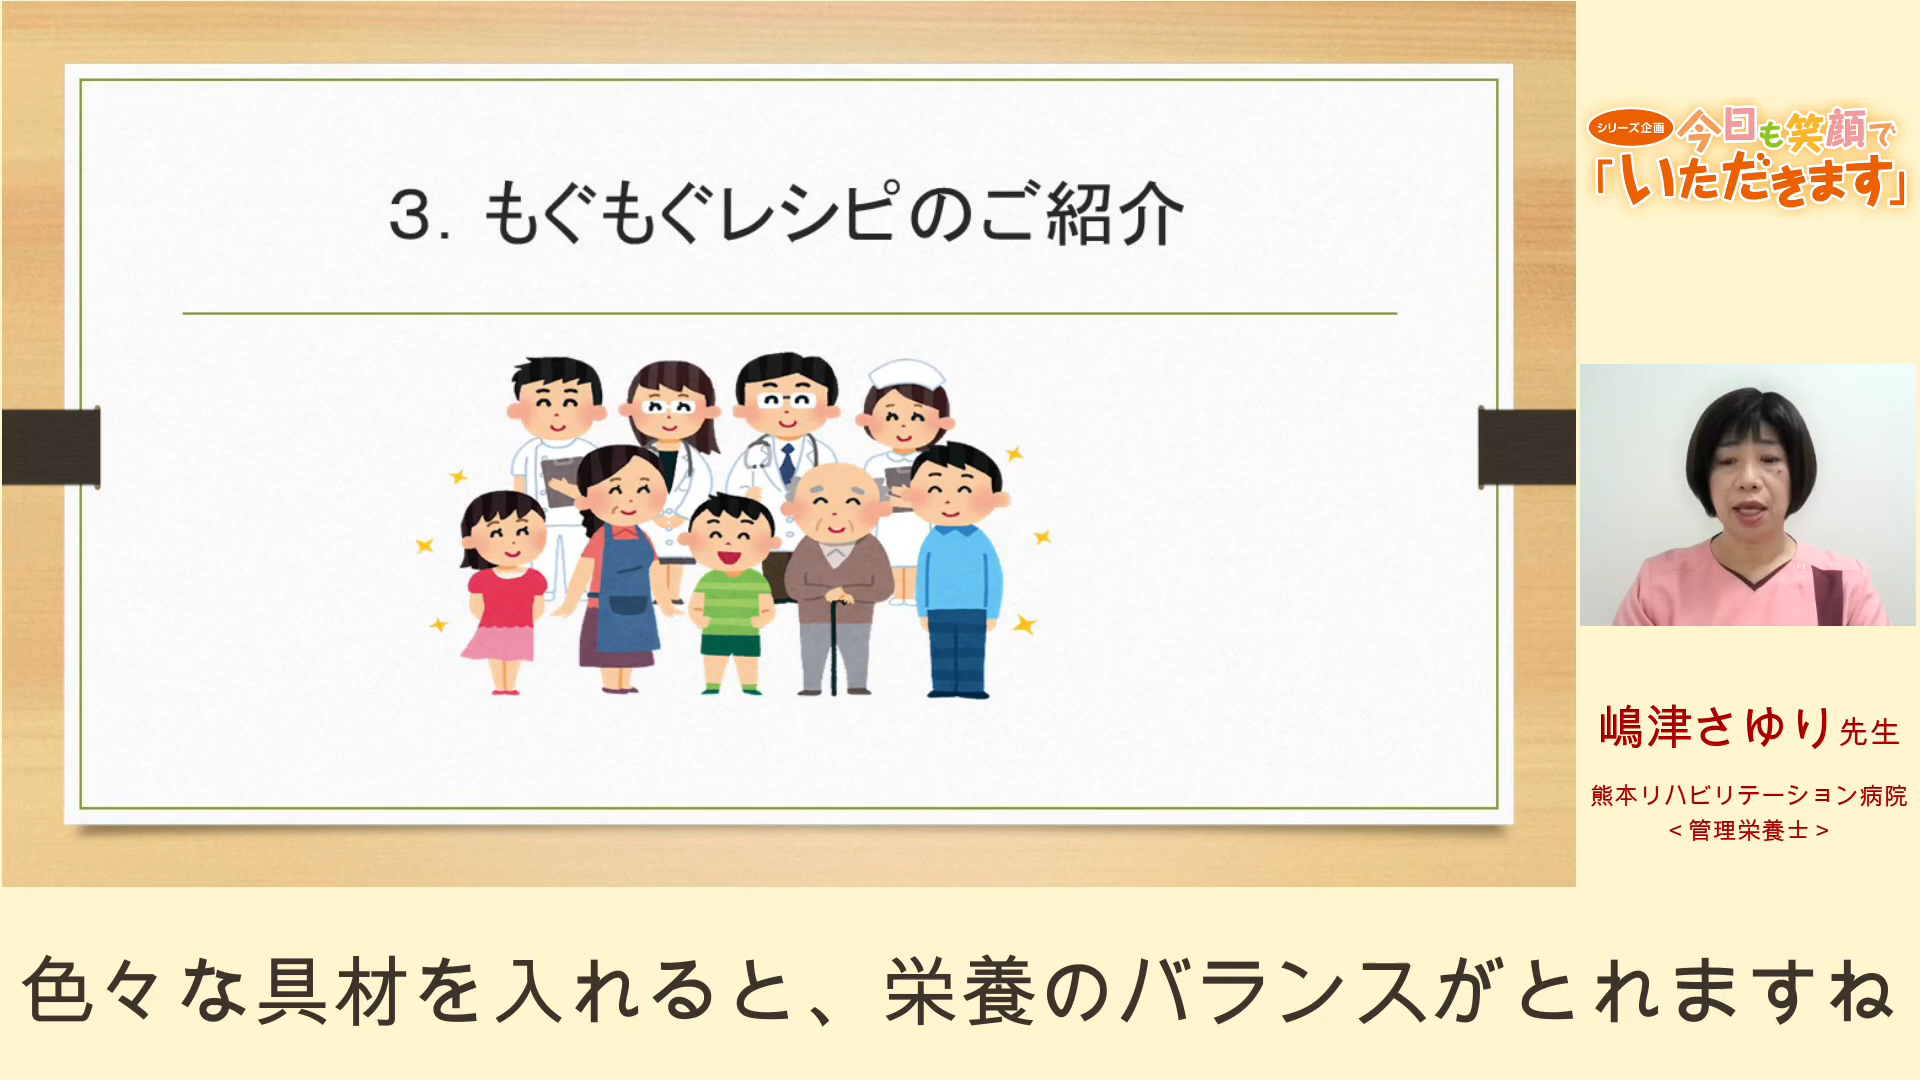 3. もぐもぐレシピのご紹介
シリーズ企画
今日も笑顔で
「いただきます」
嶋津さゆり先生
熊本リハビリテーション病院
<管理栄養士>
色々な具材を入れると、栄養のバランスがとれますね